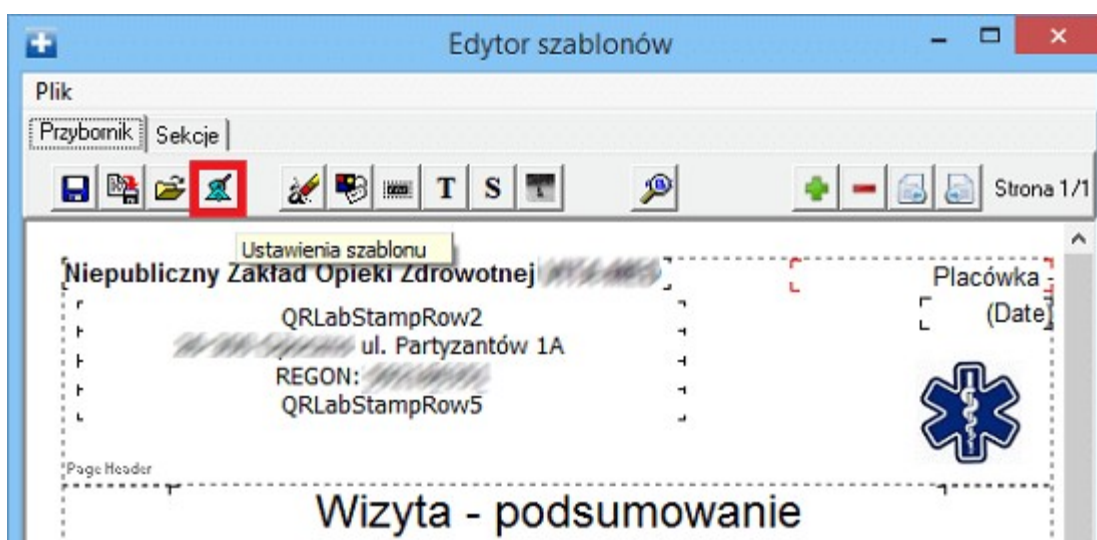 Edytor szablonów
Plik
Przybornik Sekcje
T S Strona 1/1
Ustawienia szablonu
Niepubliczny Zakład Opieki Zdrowotnej
Placówka
QRLabStampRow2
(Date)
ul. Partyzantów 1A
REGON:
QRLabStampRow5
Page Header
Wizyta - podsumowanie